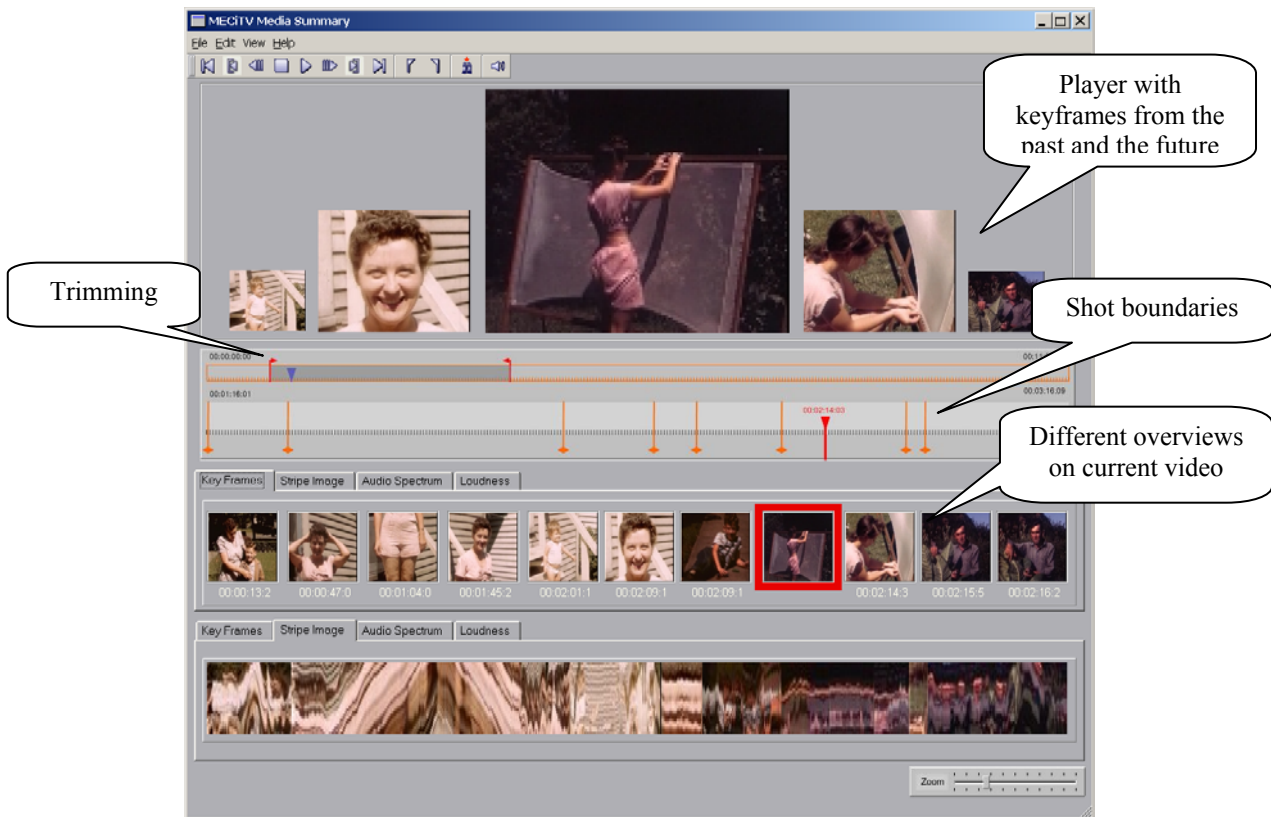 MECiTV Media Summary
File Edit View Help
Player with
keyframes from the
past and the future
Trimming
Shot boundaries
00:00:00:00
00:01:16:01
00:03:16:09
00:02:14:03
Different overviews
on current video
Key Frames Stripe Image Audio Spectrum Loudness
00:00:13:2 00:00:47:0 00:01:04:0 00:01:45:2 00:02:01:1 00:02:09:1 00:02:09:1 00:02:14:3 00:02:15:5 00:02:16:2
Key Frames Stripe Image Audio Spectrum Loudness
Zoom